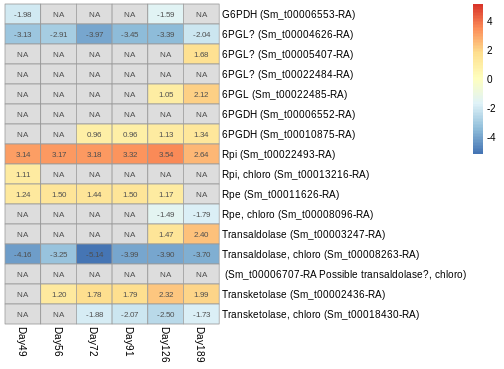 -1.98 NA NA NA -1.59 NA G6PDH (Sm_t00006553-RA)
-3.13 -2.91 -3.97 -3.45 -3.39 -2.04 6PGL? (Sm_t00004626-RA)
NA NA NA NA NA 1.68 6PGL? (Sm_t00005407-RA)
NA NA NA NA NA NA 6PGL? (Sm_t00022484-RA)
NA NA NA NA 1.05 2.12 6PGL (Sm_t00022485-RA)
NA NA NA NA NA NA 6PGDH (Sm_t00006552-RA)
NA NA 0.96 0.96 1.13 1.34 6PGDH (Sm_t00010875-RA)
3.14 3.17 3.18 3.32 3.54 2.64 Rpi (Sm_t00022493-RA)
1.11 NA NA NA NA NA Rpi, chloro (Sm_t00013216-RA)
1.24 1.50 1.44 1.50 1.17 NA Rpe (Sm_t00011626-RA)
NA NA NA NA -1.49 -1.79 Rpe, chloro (Sm_t00008096-RA)
NA NA NA NA 1.47 2.40 Transaldolase (Sm_t00003247-RA)
-4.16 -3.25 -5.14 -3.99 -3.90 -3.70 Transaldolase, chloro (Sm_t00008263-RA)
NA NA NA NA NA NA (Sm_t00006707-RA Possible transaldolase?, chloro)
NA 1.20 1.78 1.79 2.32 1.99 Transketolase (Sm_t00002436-RA)
NA NA -1.88 -2.07 -2.50 -1.73 Transketolase, chloro (Sm_t00018430-RA)
Day49 Day56 Day72 Day91 Day126 Day189
4
2
0
-2
-4